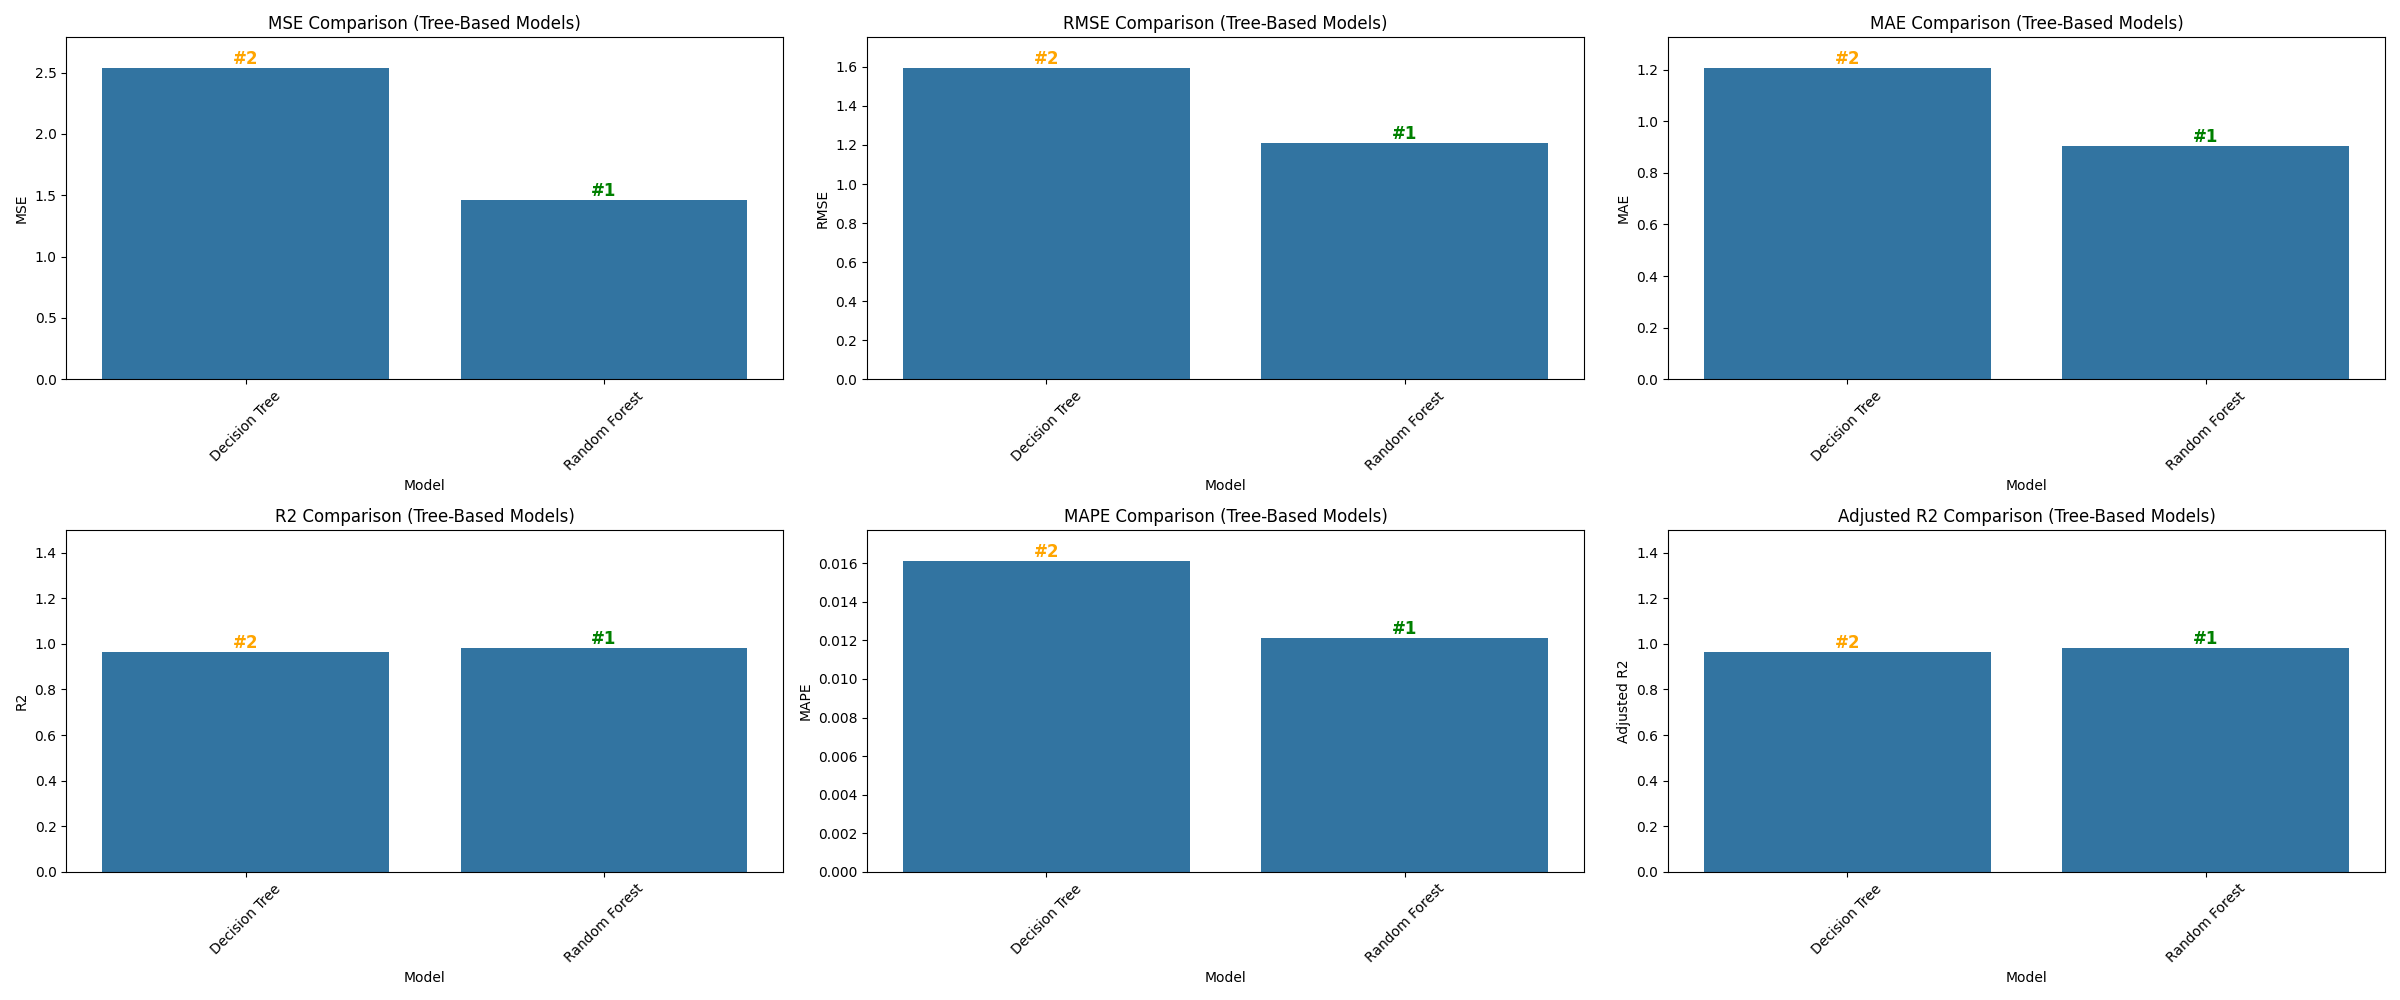 MSE Comparison (Tree-Based Models)
#2
#1
2.5
2.0
1.5
1.0
0.5
0.0
MSE
Decision Tree
Random Forest
Model
RMSE Comparison (Tree-Based Models)
#2
#1
1.6
1.4
1.2
1.0
0.8
0.6
0.4
0.2
0.0
RMSE
Decision Tree
Random Forest
Model
MAE Comparison (Tree-Based Models)
#2
#1
1.2
1.0
0.8
0.6
0.4
0.2
0.0
MAE
Decision Tree
Random Forest
Model
R2 Comparison (Tree-Based Models)
#2
#1
1.4
1.2
1.0
0.8
0.6
0.4
0.2
0.0
R2
Decision Tree
Random Forest
Model
MAPE Comparison (Tree-Based Models)
#2
#1
0.016
0.014
0.012
0.010
0.008
0.006
0.004
0.002
0.000
MAPE
Decision Tree
Random Forest
Model
Adjusted R2 Comparison (Tree-Based Models)
#2
#1
1.4
1.2
1.0
0.8
0.6
0.4
0.2
0.0
Adjusted R2
Decision Tree
Random Forest
Model